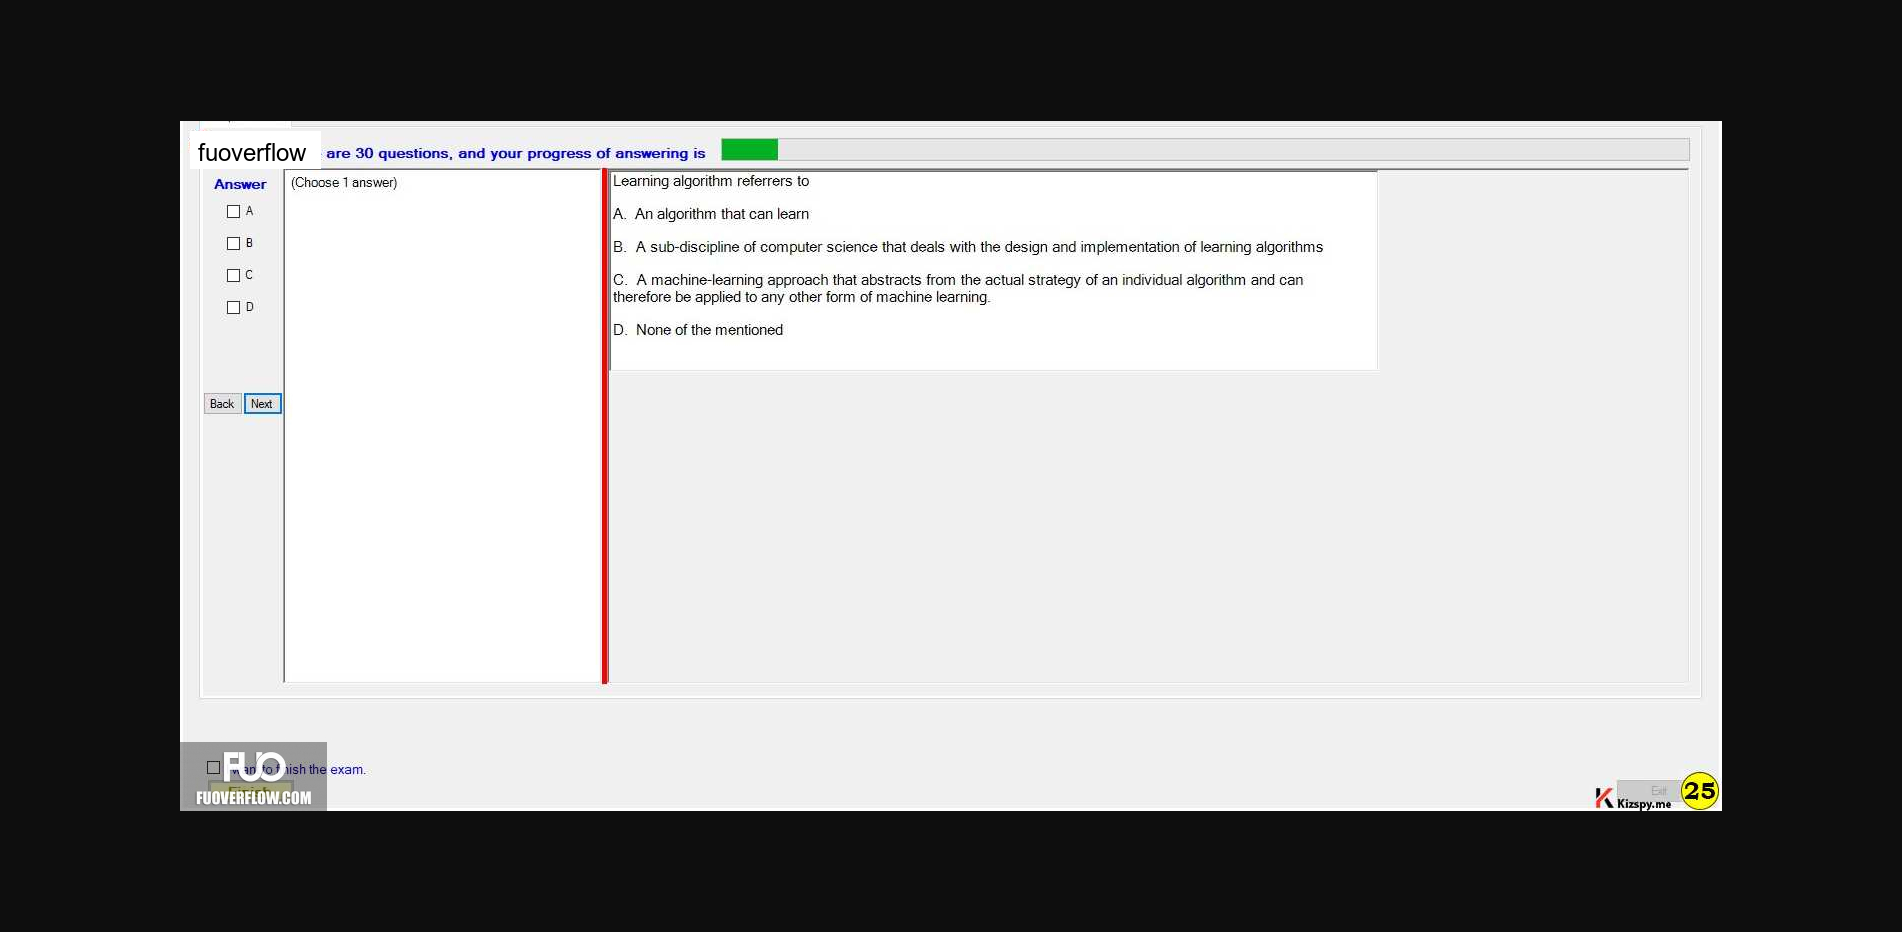 fuoverflow are 30 questions, and your progress of answering is
Answer
(Choose 1 answer)
A
B
C
D
Back Next
Learning algorithm referrers to
A. An algorithm that can learn
B. A sub-discipline of computer science that deals with the design and implementation of learning algorithms
C. A machine-learning approach that abstracts from the actual strategy of an individual algorithm and can
therefore be applied to any other form of machine learning.
D. None of the mentioned
FUO
want to finish the exam.
Finish
FUOVERFLOW.COM
Exit
Kizspy.me
25